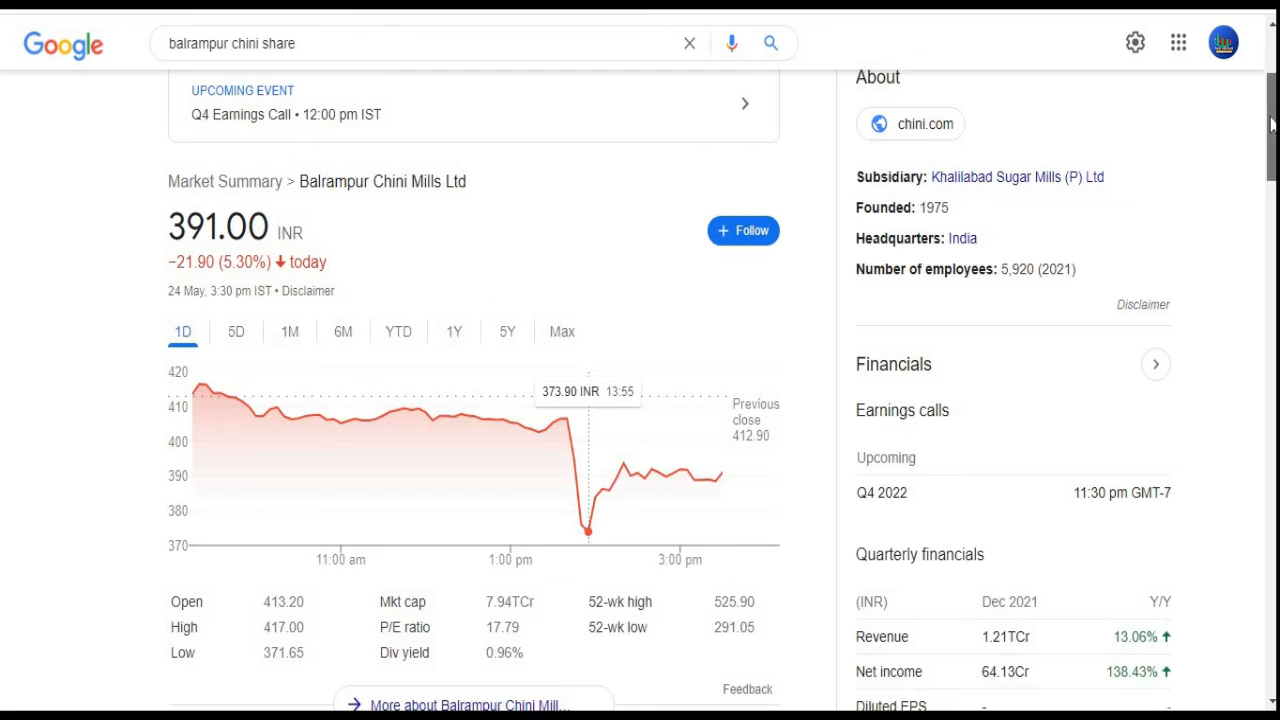 Google
balrampur chini share
UPCOMING EVENT
Q4 Earnings Call • 12:00 pm IST
Market Summary > Balrampur Chini Mills Ltd
391.00 INR
+ Follow
−21.90 (5.30%) ↓ today
24 May, 3:30 pm IST • Disclaimer
1D 5D 1M 6M YTD 1Y 5Y Max
420
410
400
390
380
370
373.90 INR 13:55
Previous
close
412.90
11:00 am 1:00 pm 3:00 pm
Open 413.20 Mkt cap 7.94TCr 52-wk high 525.90
High 417.00 P/E ratio 17.79 52-wk low 291.05
Low 371.65 Div yield 0.96%
Feedback
More about Balrampur Chini Mill...
About
chini.com
Subsidiary: Khalilabad Sugar Mills (P) Ltd
Founded: 1975
Headquarters: India
Number of employees: 5,920 (2021)
Disclaimer
Financials
Earnings calls
Upcoming
Q4 2022 11:30 pm GMT-7
Quarterly financials
(INR) Dec 2021 Y/Y
Revenue 1.21TCr 13.06% ↑
Net income 64.13Cr 138.43% ↑
Diluted EPS - -